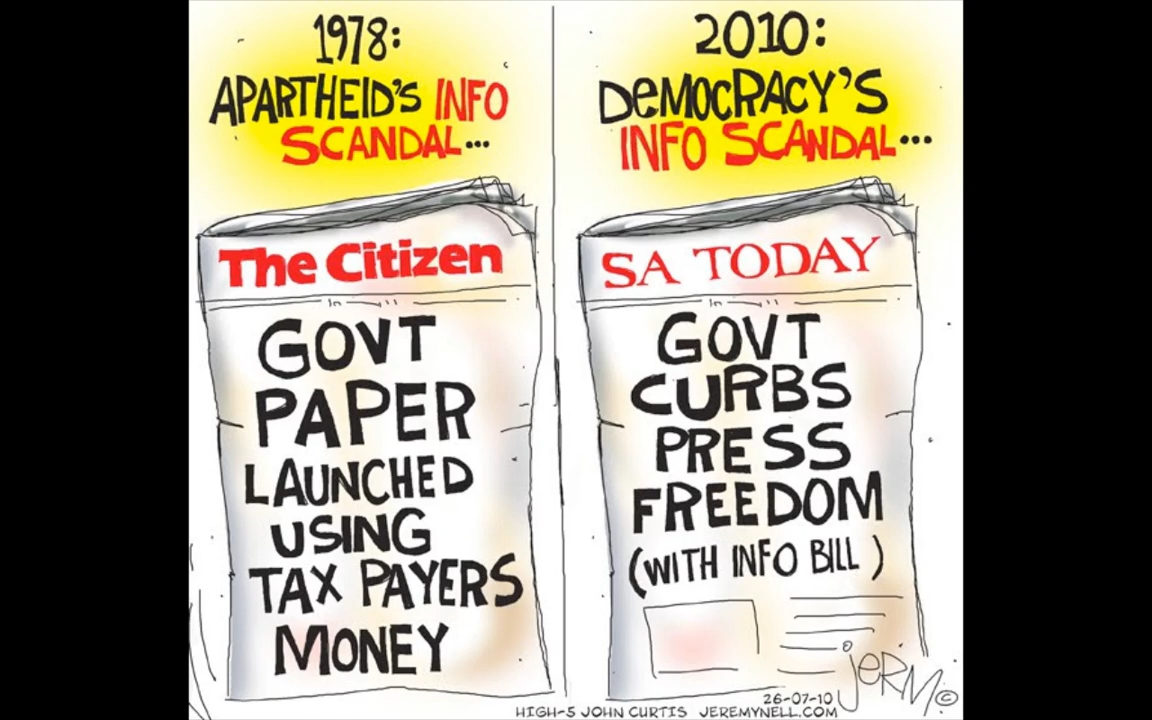 1978:
APARTHEID'S INFO
SCANDAL...
The Citizen
GOVT
PAPER
LAUNCHED
USING
TAX PAYERS
MONEY
2010:
DEMOCRACY'S
INFO SCANDAL...
SA TODAY
GOVT
CURBS
PRESS
FREEDOM
(WITH INFO BILL)
jeRM ©
26-07-10
HIGH-5 JOHN CURTIS JEREMYNELL.COM